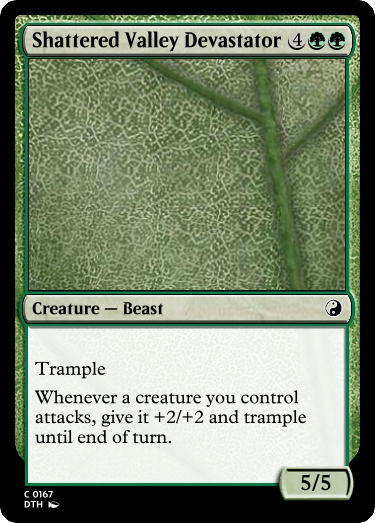 Shattered Valley Devastator 4
Creature — Beast
Trample
Whenever a creature you control
attacks, give it +2/+2 and trample
until end of turn.
5/5
C 0167
DTH